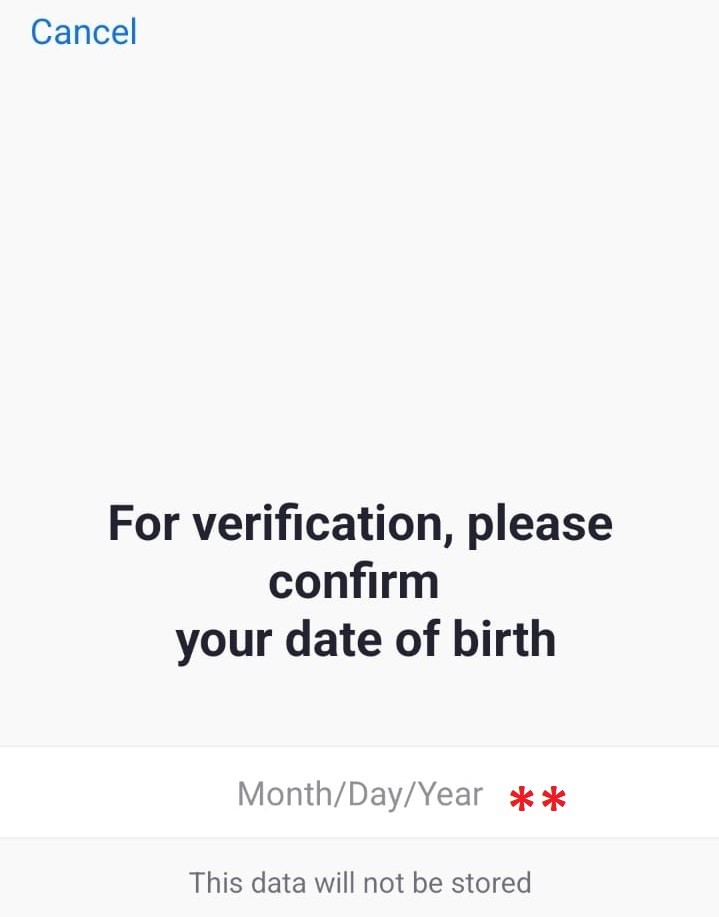 Cancel
For verification, please
confirm
your date of birth
Month/Day/Year **
This data will not be stored